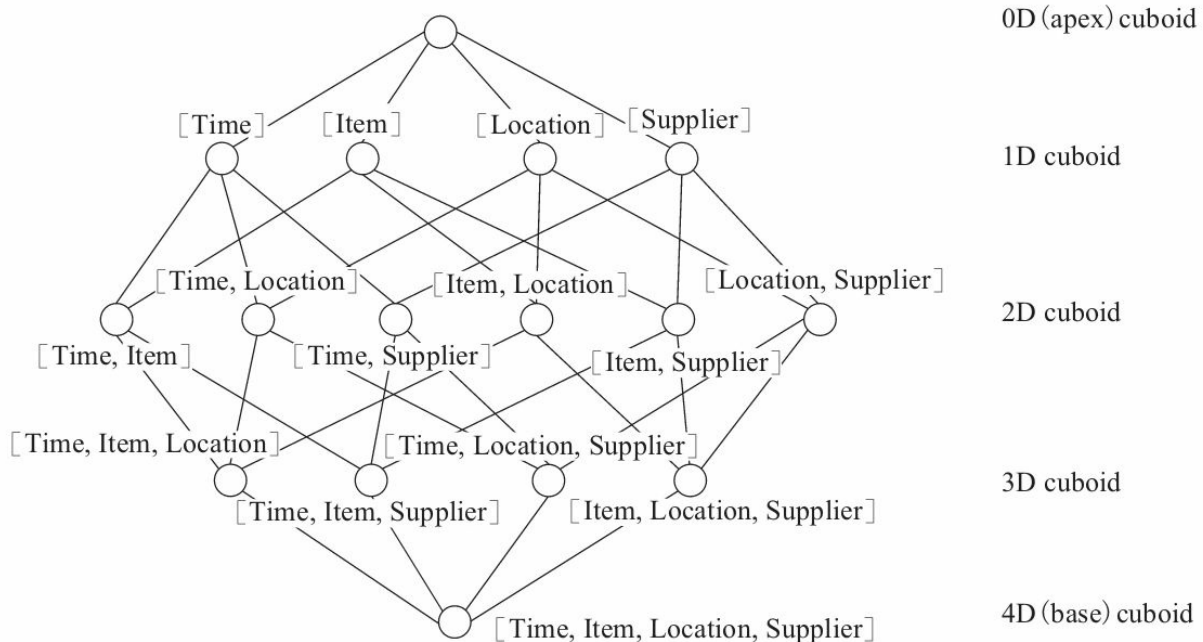 0D (apex) cuboid
[Time]
[Item]
[Location]
[Supplier]
1D cuboid
[Time, Location]
[Item, Location]
[Location, Supplier]
2D cuboid
[Time, Item]
[Time, Supplier]
[Item, Supplier]
[Time, Item, Location]
[Time, Location, Supplier]
3D cuboid
[Time, Item, Supplier]
[Item, Location, Supplier]
4D (base) cuboid
[Time, Item, Location, Supplier]